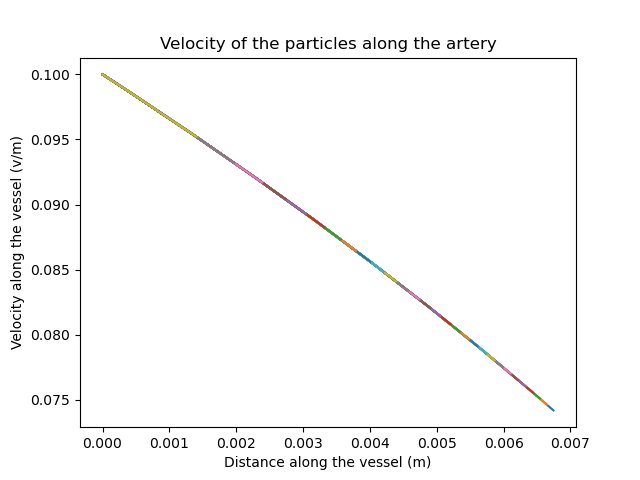 Velocity of the particles along the artery
Velocity along the vessel (v/m)
0.100
0.095
0.090
0.085
0.080
0.075
0.000 0.001 0.002 0.003 0.004 0.005 0.006 0.007
Distance along the vessel (m)